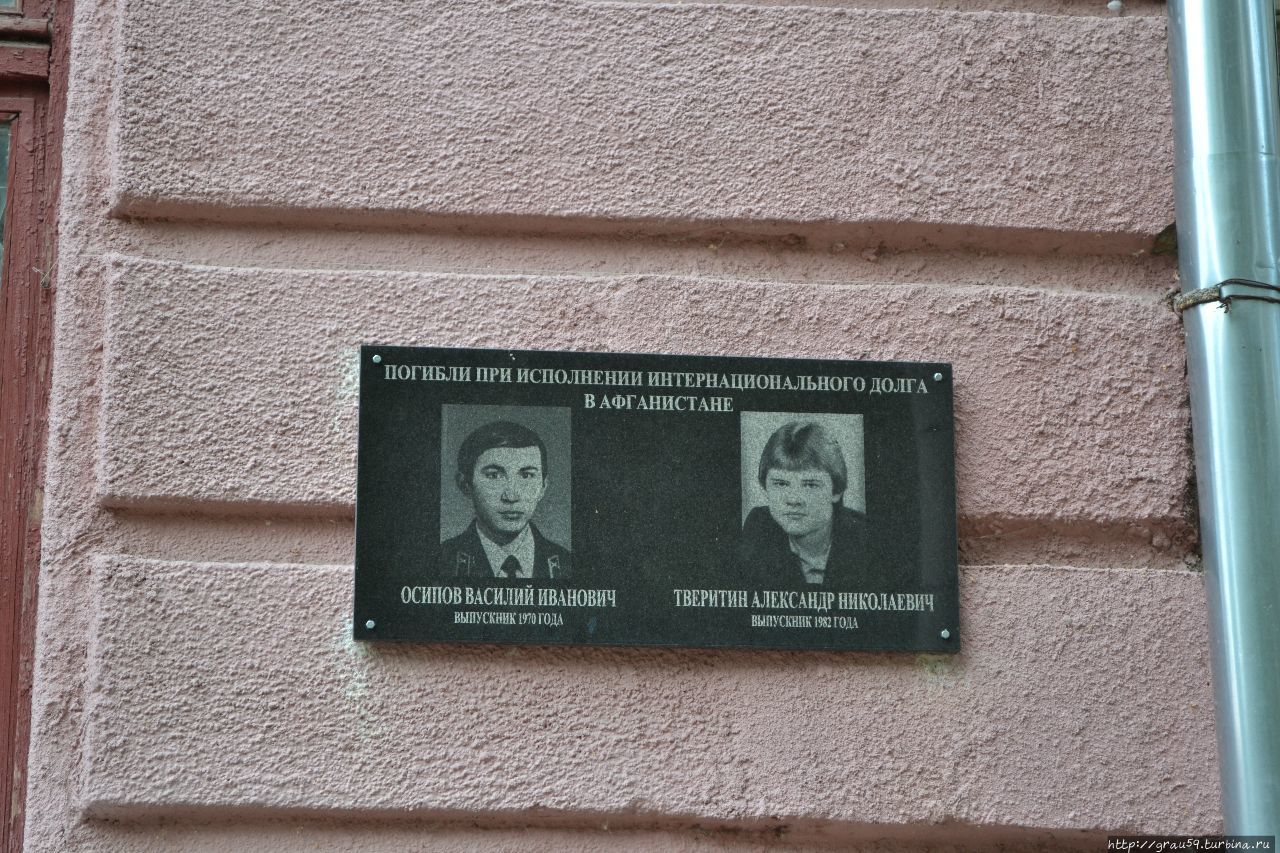 ПОГИБЛИ ПРИ ИСПОЛНЕНИИ ИНТЕРНАЦИОНАЛЬНОГО ДОЛГА
В АФГАНИСТАНЕ
ОСИПОВ ВАСИЛИЙ ИВАНОВИЧ
ВЫПУСКНИК 1970 ГОДА
ТВЕРИТИН АЛЕКСАНДР НИКОЛАЕВИЧ
ВЫПУСКНИК 1982 ГОДА
http://grau59.turbina.ru